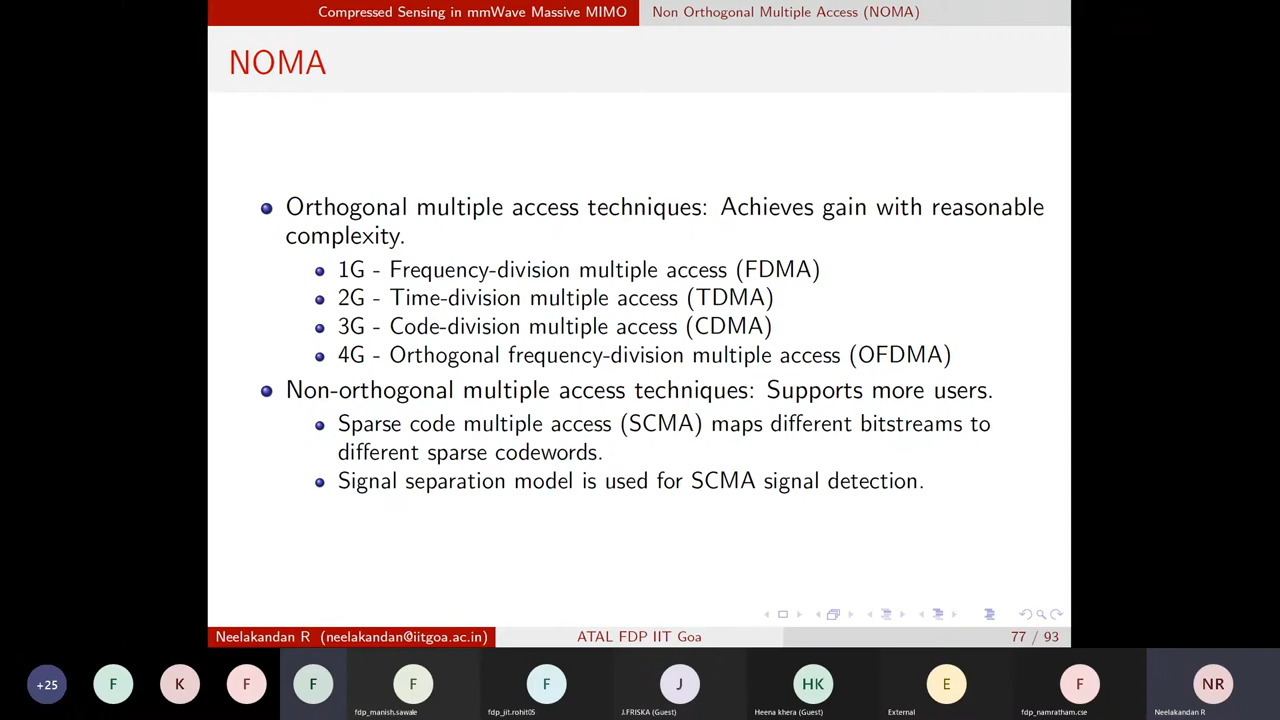 Compressed Sensing in mmWave Massive MIMO
Non Orthogonal Multiple Access (NOMA)
NOMA
Orthogonal multiple access techniques: Achieves gain with reasonable
complexity.
1G - Frequency-division multiple access (FDMA)
2G - Time-division multiple access (TDMA)
3G - Code-division multiple access (CDMA)
4G - Orthogonal frequency-division multiple access (OFDMA)
Non-orthogonal multiple access techniques: Supports more users.
Sparse code multiple access (SCMA) maps different bitstreams to
different sparse codewords.
Signal separation model is used for SCMA signal detection.
Neelakandan R (neelakandan@iitgoa.ac.in)
ATAL FDP IIT Goa
77 / 93
+25
F
K
F
F
F
F
J
HK
E
F
NR
fdp_manish.sawale
fdp_jit.rohit05
J.FRISKA (Guest)
Heena khera (Guest)
External
fdp_namratham.cse
Neelakandan R